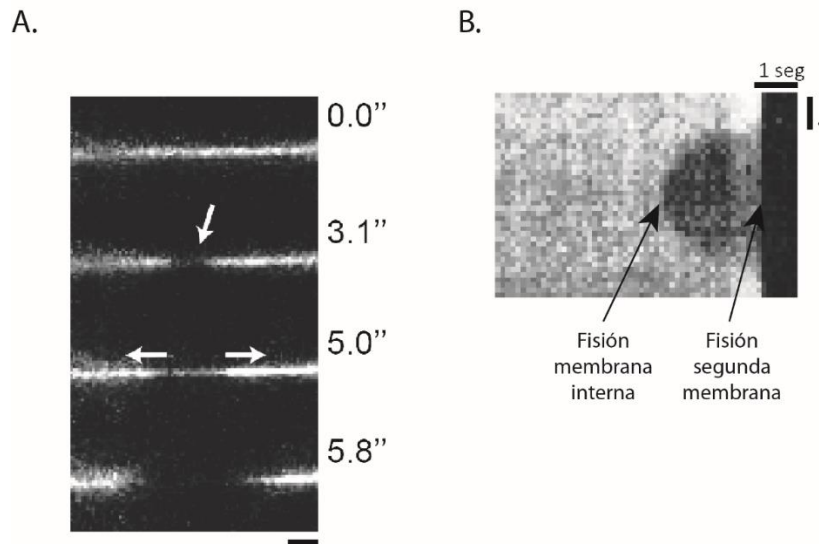 A.
0.0”
3.1”
5.0”
5.8”
B.
1 seg
Fisión
membrana
interna
Fisión
segunda
membrana